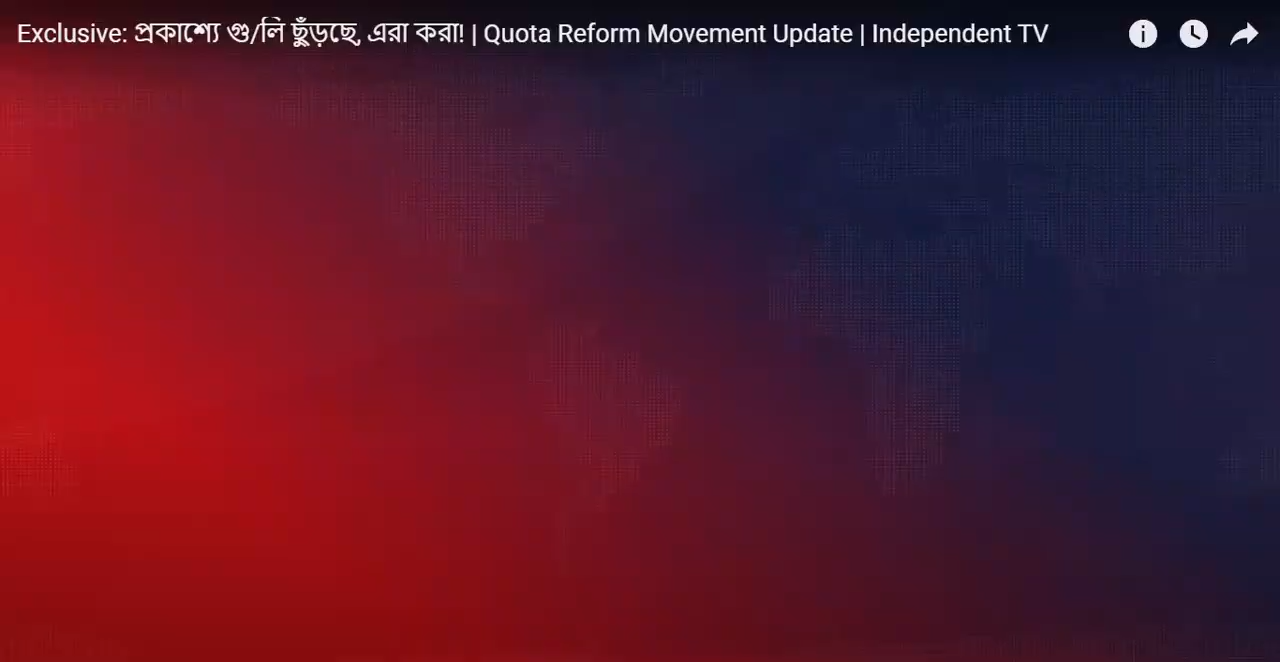 Exclusive: প্রকাশ্যে গু/লি ছুঁড়ছে, এরা করা! | Quota Reform Movement Update | Independent TV